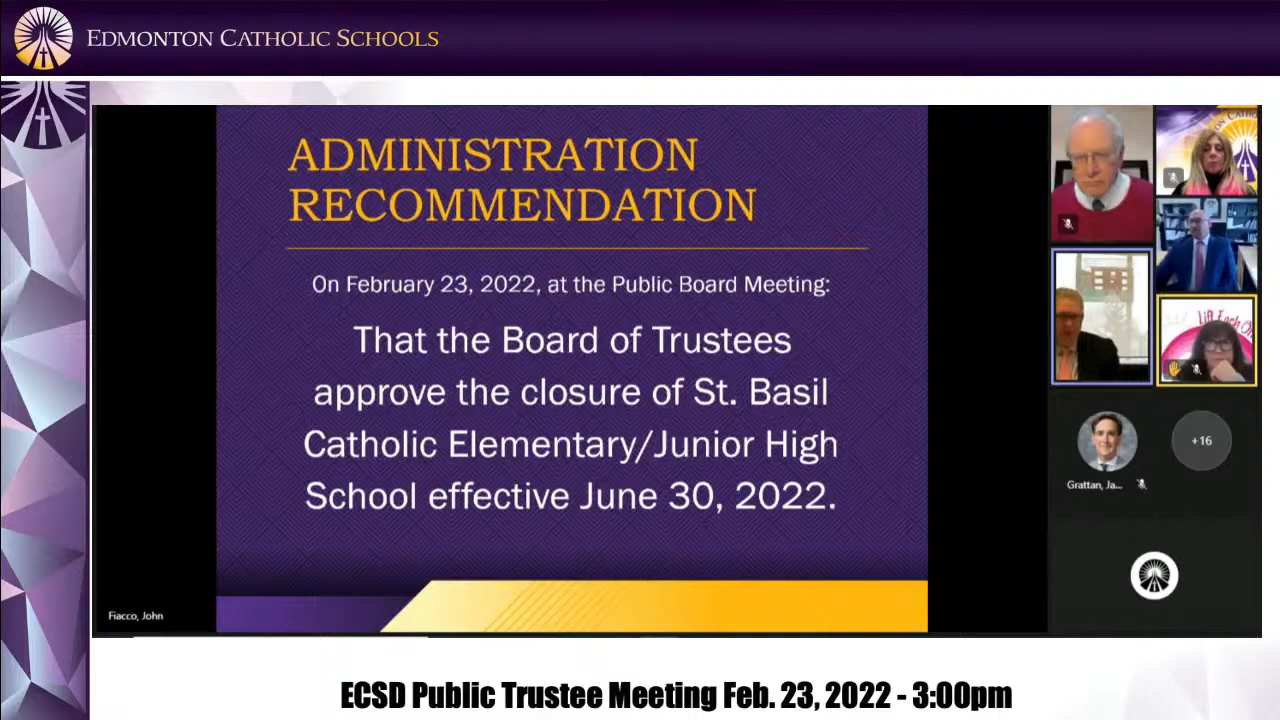 EDMONTON CATHOLIC SCHOOLS
ADMINISTRATION
RECOMMENDATION
On February 23, 2022, at the Public Board Meeting:
That the Board of Trustees
approve the closure of St. Basil
Catholic Elementary/Junior High
School effective June 30, 2022.
Fiacco, John
Lift Each
+16
Grattan, Ja...
ECSD Public Trustee Meeting Feb. 23, 2022 - 3:00pm